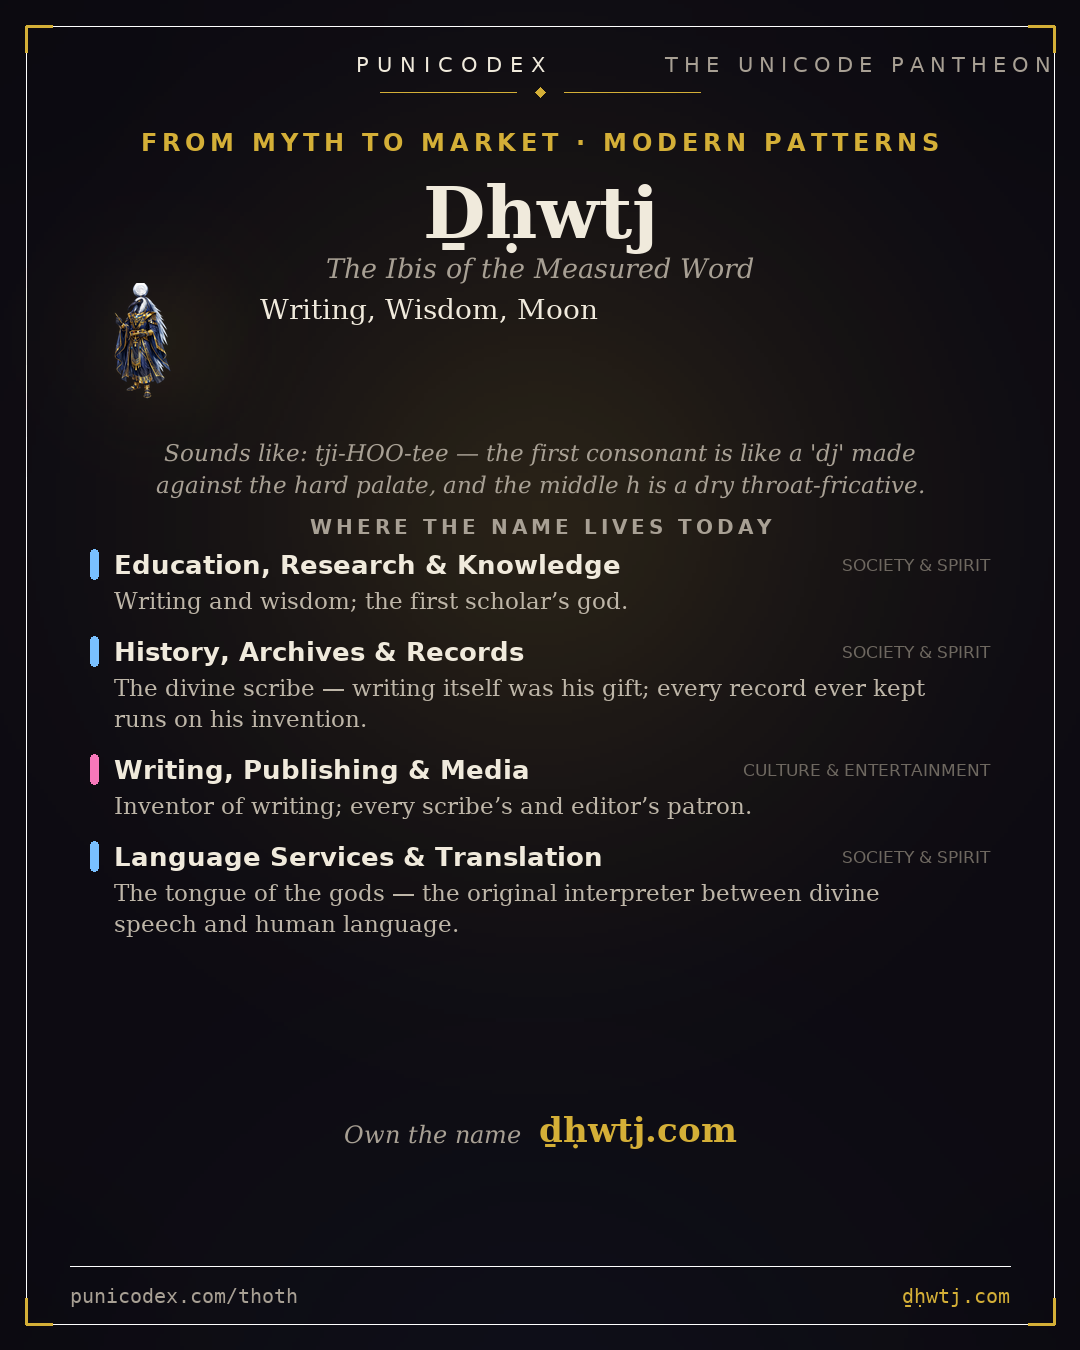 PUNICODEX THE UNICODE PANTHEON
FROM MYTH TO MARKET · MODERN PATTERNS
Ḏḥwtj
The Ibis of the Measured Word
Writing, Wisdom, Moon
Sounds like: tji-HOO-tee — the first consonant is like a 'dj' made
against the hard palate, and the middle h is a dry throat-fricative.
WHERE THE NAME LIVES TODAY
Education, Research & Knowledge SOCIETY & SPIRIT
Writing and wisdom; the first scholar’s god.
History, Archives & Records SOCIETY & SPIRIT
The divine scribe — writing itself was his gift; every record ever kept
runs on his invention.
Writing, Publishing & Media CULTURE & ENTERTAINMENT
Inventor of writing; every scribe’s and editor’s patron.
Language Services & Translation SOCIETY & SPIRIT
The tongue of the gods — the original interpreter between divine
speech and human language.
Own the name ḏḥwtj.com
punicodex.com/thoth ḏḥwtj.com